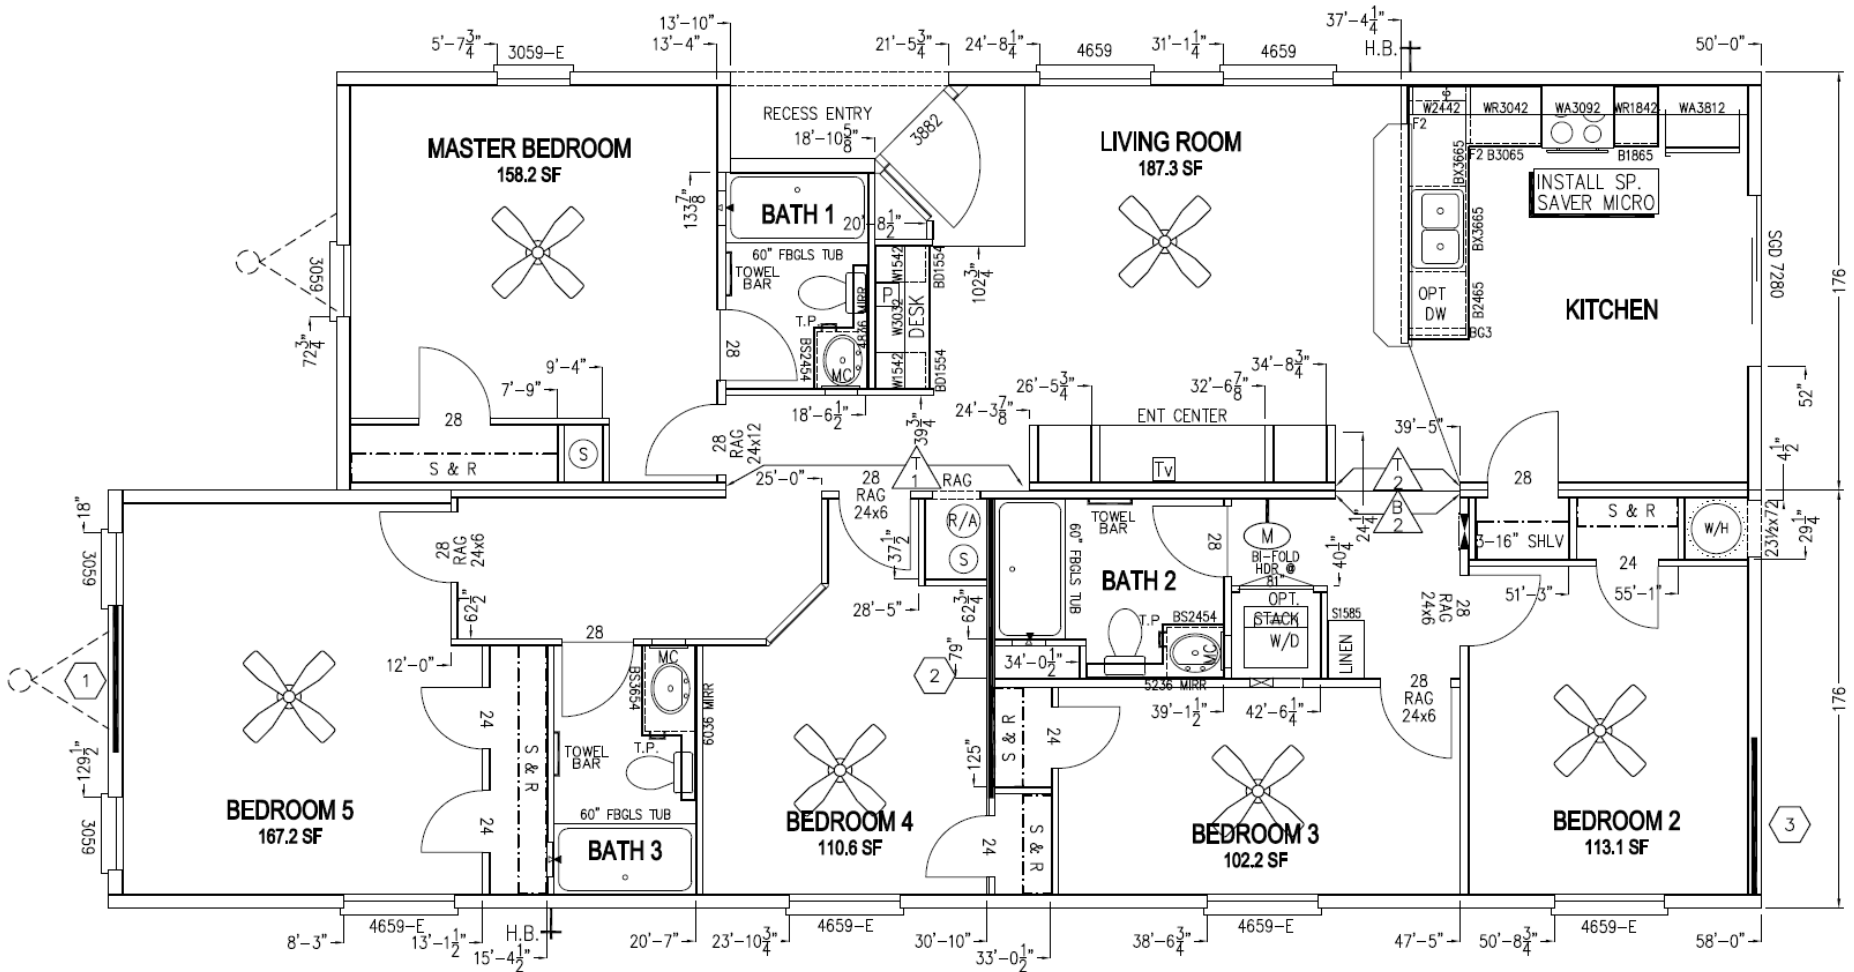 13'-10"
37'-4 1/4"
5'-7 3/4"
3059-E
13'-4"
21'-5 3/4"
24'-8 1/4"
4659
31'-1 1/4"
4659
H.B.
50'-0"
RECESS ENTRY
18'-10 5/8"
3882
W2442
WR3042
WA3092
WR1842
WA3812
F2
MASTER BEDROOM
158.2 SF
LIVING ROOM
187.3 SF
BX3665
F2 B3065
B1865
INSTALL SP.
SAVER MICRO
133 7/8"
BATH 1
20'-8 1/2"
BX3665
SGD 7280
176
3059
60" FBGLS TUB
TOWEL
BAR
W1542
BD1554
102 3/4"
P
W3032
DESK
4836 MIRR
OPT
DW
B2465
BG3
KITCHEN
T.P.
BS2454
MC
28
W1542
BD1554
72 3/4"
9'-4"
7'-9"
28
S & R
S
18'-6 1/2"
39 3/4"
28
RAG
24x12
24'-3 7/8"
26'-5 3/4"
32'-6 7/8"
34'-8 3/4"
ENT CENTER
Tv
39'-5"
52"
4 1/2"
28
25'-0"
28
RAG
24x6
T
1
RAG
T
2
B
2
24 1/4"
18"
3059
28
RAG
24x6
62 1/2"
37 1/2"
R/A
S
28'-5"
62 3/4"
TOWEL
BAR
60" FBGLS TUB
BATH 2
28
M
BI-FOLD
HDR @
81"
40 1/4"
3-16" SHLV
S & R
W/H
23 1/2x72
29 1/4"
24
51'-3"
55'-1"
28
RAG
24x6
OPT.
STACK
W/D
S1585
LINEN
T.P.
BS2454
MC
34'-0 1/2"
79"
5236 MIRR
39'-1 1/2"
42'-6 1/4"
28
RAG
24x6
28
12'-0"
MC
BS3654
6036 MIRR
1
2
24
S & R
TOWEL
BAR
T.P.
125"
S & R
24
176
129 1/2"
3059
BEDROOM 5
167.2 SF
24
60" FBGLS TUB
BATH 3
BEDROOM 4
110.6 SF
24
S & R
BEDROOM 3
102.2 SF
BEDROOM 2
113.1 SF
3
4659-E
4659-E
4659-E
4659-E
8'-3"
13'-1 1/2"
H.B.
15'-4 1/2"
20'-7"
23'-10 3/4"
30'-10"
33'-0 1/2"
38'-6 3/4"
47'-5"
50'-8 3/4"
58'-0"